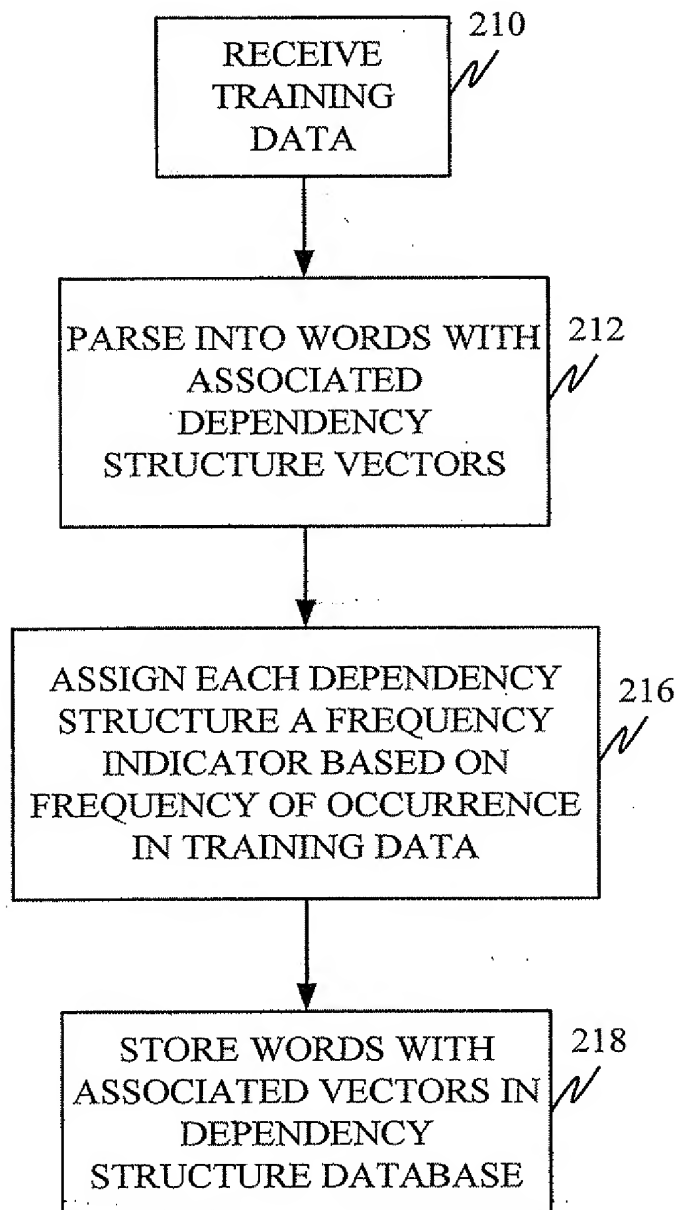 210
RECEIVE
TRAINING
DATA
212
PARSE INTO WORDS WITH
ASSOCIATED
DEPENDENCY
STRUCTURE VECTORS
216
ASSIGN EACH DEPENDENCY
STRUCTURE A FREQUENCY
INDICATOR BASED ON
FREQUENCY OF OCCURRENCE
IN TRAINING DATA
218
STORE WORDS WITH
ASSOCIATED VECTORS IN
DEPENDENCY
STRUCTURE DATABASE